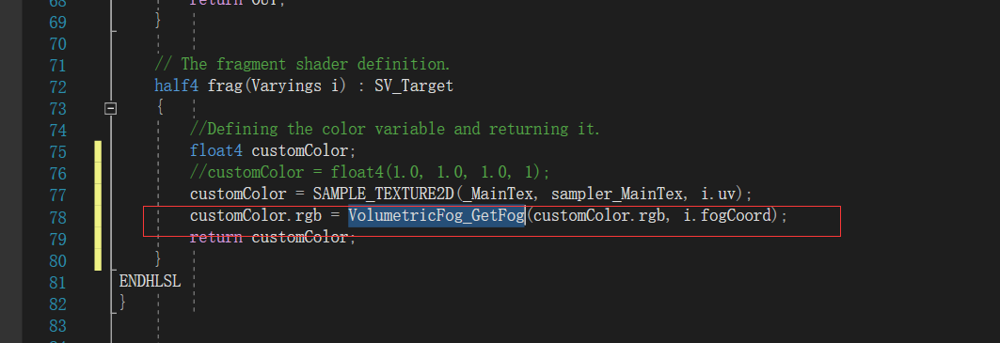 68 return OUT;
69 }
70
71 // The fragment shader definition.
72 half4 frag(Varyings i) : SV_Target
73 {
74 //Defining the color variable and returning it.
75 float4 customColor;
76 //customColor = float4(1.0, 1.0, 1.0, 1);
77 customColor = SAMPLE_TEXTURE2D(_MainTex, sampler_MainTex, i.uv);
78 customColor.rgb = VolumetricFog_GetFog(customColor.rgb, i.fogCoord);
79 return customColor;
80 }
81 ENDHLSL
82 }
83